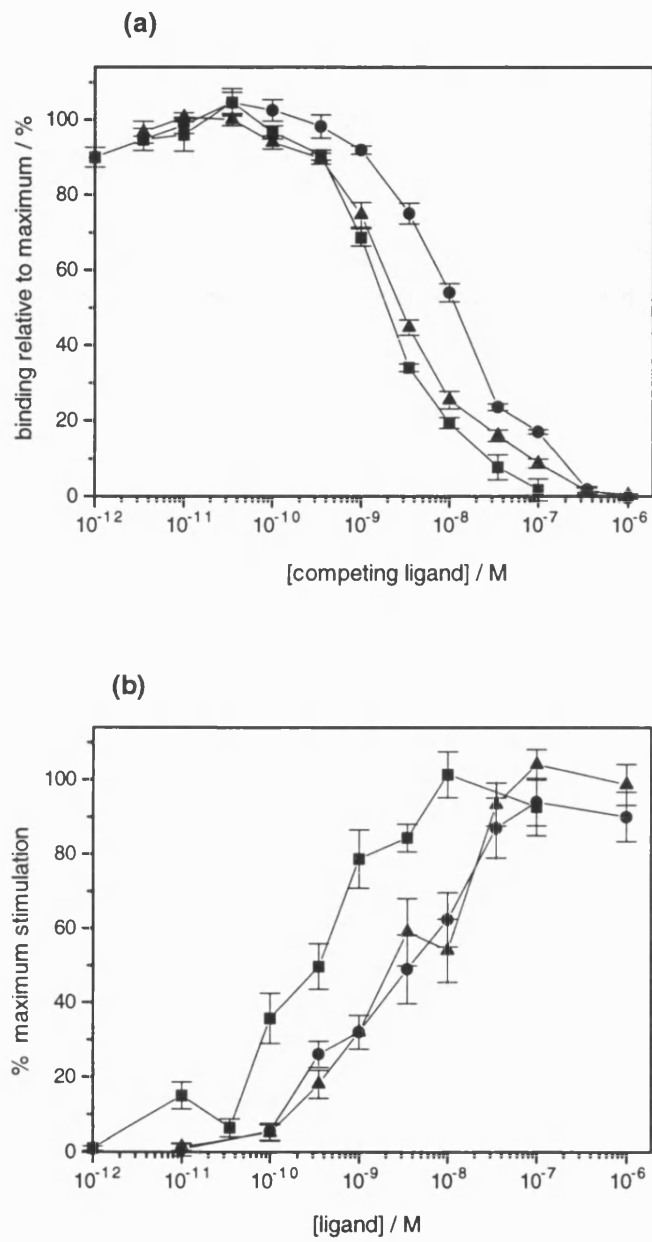 (a)
binding relative to maximum / %
100
80
60
40
20
0
10⁻¹² 10⁻¹¹ 10⁻¹⁰ 10⁻⁹ 10⁻⁸ 10⁻⁷ 10⁻⁶
[competing ligand] / M
(b)
% maximum stimulation
100
80
60
40
20
0
10⁻¹² 10⁻¹¹ 10⁻¹⁰ 10⁻⁹ 10⁻⁸ 10⁻⁷ 10⁻⁶
[ligand] / M